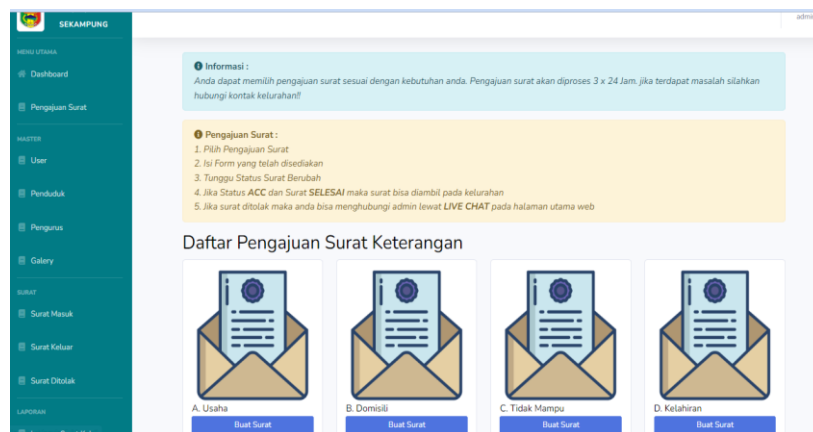 SEKAMPUNG
admi
MENU UTAMA
Dashboard
Pengajuan Surat
MASTER
User
Penduduk
Pengurus
Galery
SURAT
Surat Masuk
Surat Keluar
Surat Ditolak
LAPORAN
Informasi :
Anda dapat memilih pengajuan surat sesuai dengan kebutuhan anda. Pengajuan surat akan diproses 3 x 24 Jam. jika terdapat masalah silahkan
hubungi kontak kelurahan!!
Pengajuan Surat :
1. Pilih Pengajuan Surat
2. Isi Form yang telah disediakan
3. Tunggu Status Surat Berubah
4. Jika Status ACC dan Surat SELESAI maka surat bisa diambil pada kelurahan
5. Jika surat ditolak maka anda bisa menghubungi admin lewat LIVE CHAT pada halaman utama web
Daftar Pengajuan Surat Keterangan
A. Usaha
Buat Surat
B. Domisili
Buat Surat
C. Tidak Mampu
Buat Surat
D. Kelahiran
Buat Surat